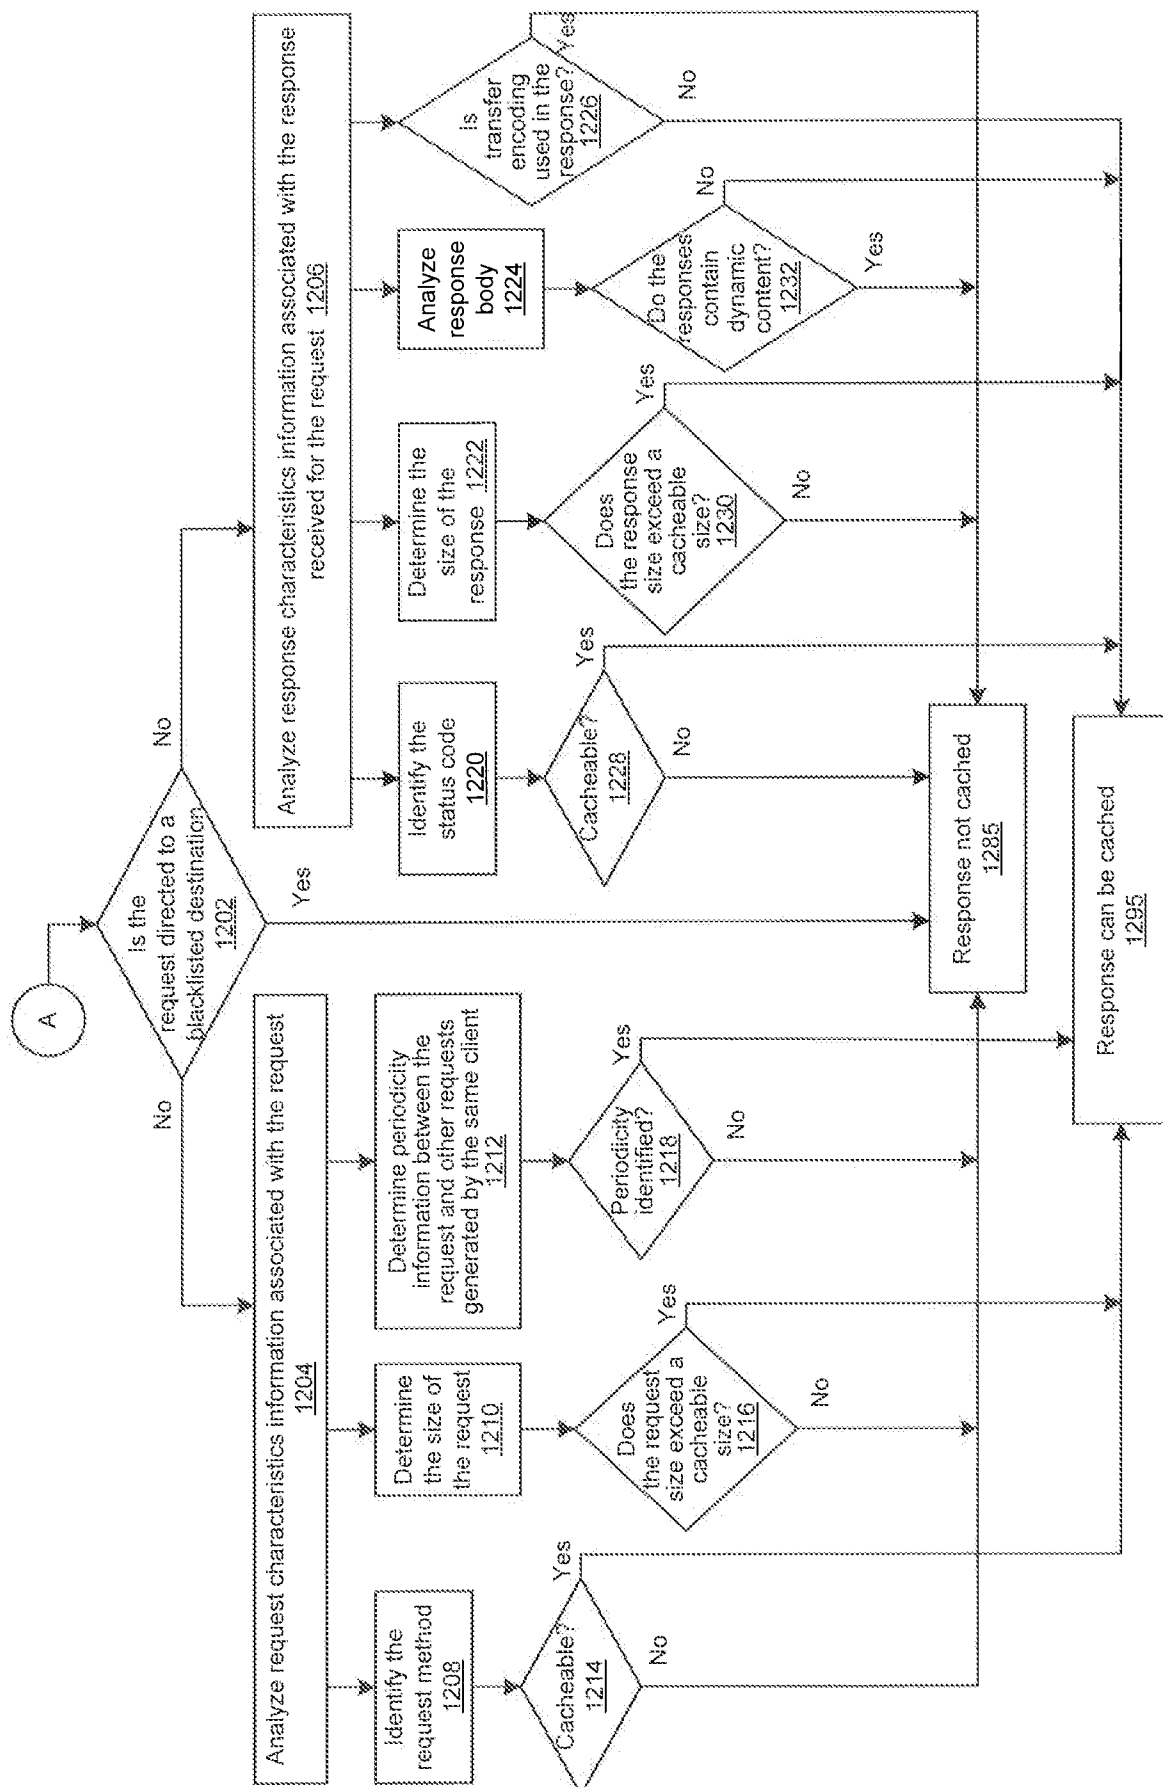 A
Is the
request directed to a
blacklisted destination
1202
No
No
Yes
Analyze request characteristics information associated with the request
1204
Analyze response characteristics information associated with the response
received for the request 1206
Identify the
request method
1208
Determine
the size of
the request
1210
Determine periodicity
information between the
request and other requests
generated by the same client
1212
Identify the
status code
1220
Determine the
size of the
response 1222
Analyze
response
body
1224
Is
transfer
encoding
used in the
response?
1226
Yes
No
Cacheable?
1214
Yes
No
Does
the request
size exceed a
cacheable
size?
1216
Yes
No
Periodicity
identified?
1218
Yes
No
Cacheable?
1228
Yes
No
Does
the response
size exceed a
cacheable
size?
1230
Yes
No
Do the
responses
contain
dynamic
content?
1232
No
Yes
Response not cached
1285
Response can be cached
1295